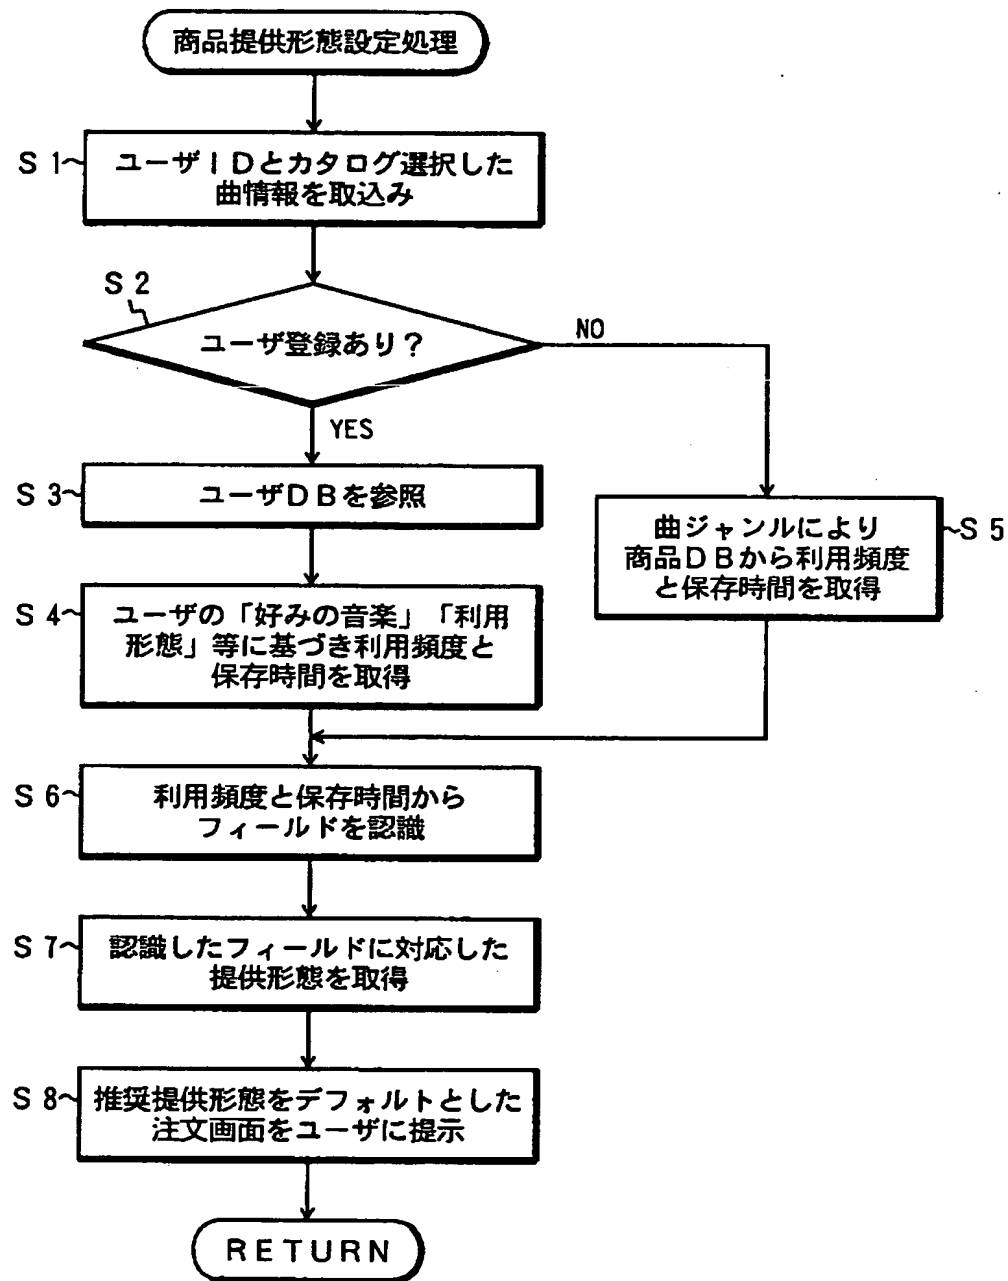 商品提供形態設定処理
S1
ユーザIDとカタログ選択した
曲情報を取込み
S2
ユーザ登録あり?
NO
YES
S3
ユーザDBを参照
曲ジャンルにより
商品DBから利用頻度
と保存時間を取得
S5
S4
ユーザの「好みの音楽」「利用
形態」等に基づき利用頻度と
保存時間を取得
S6
利用頻度と保存時間から
フィールドを認識
S7
認識したフィールドに対応した
提供形態を取得
S8
推奨提供形態をデフォルトとした
注文画面をユーザに提示
RETURN